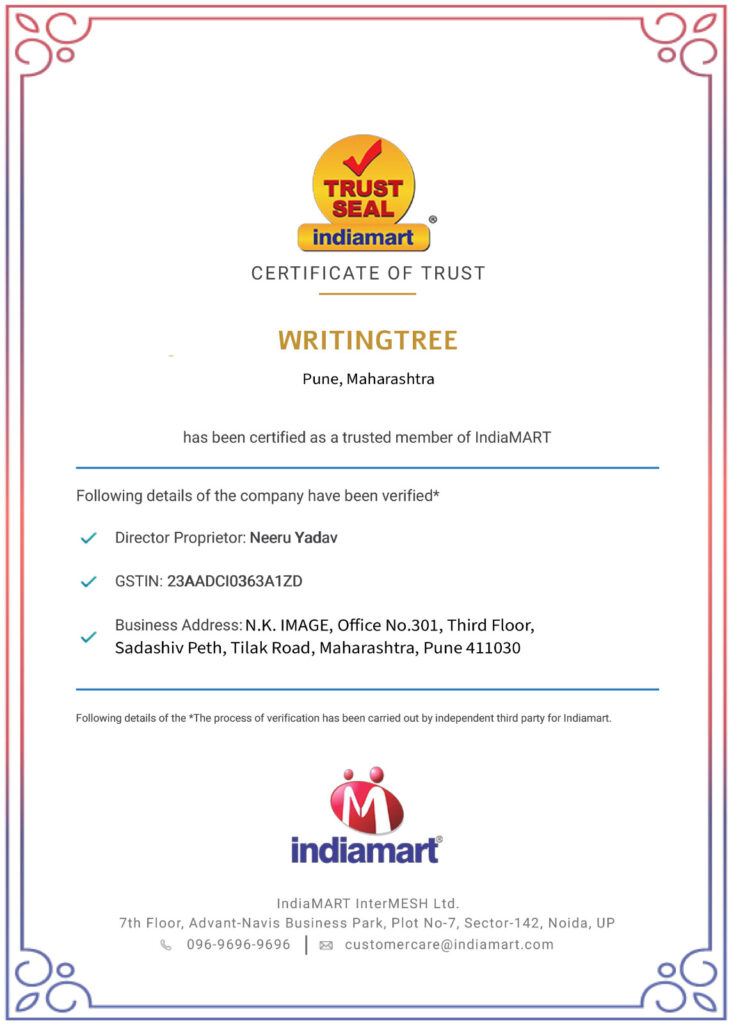 TRUST
SEAL
indiamart ®
CERTIFICATE OF TRUST
WRITINGTREE
Pune, Maharashtra
has been certified as a trusted member of IndiaMART
Following details of the company have been verified*
Director Proprietor: Neeru Yadav
GSTIN: 23AADCI0363A1ZD
Business Address: N.K. IMAGE, Office No.301, Third Floor,
Sadashiv Peth, Tilak Road, Maharashtra, Pune 411030
Following details of the *The process of verification has been carried out by independent third party for Indiamart.
M
indiamart®
IndiaMART InterMESH Ltd.
7th Floor, Advant-Navis Business Park, Plot No-7, Sector-142, Noida, UP
096-9696-9696 | customercare@indiamart.com